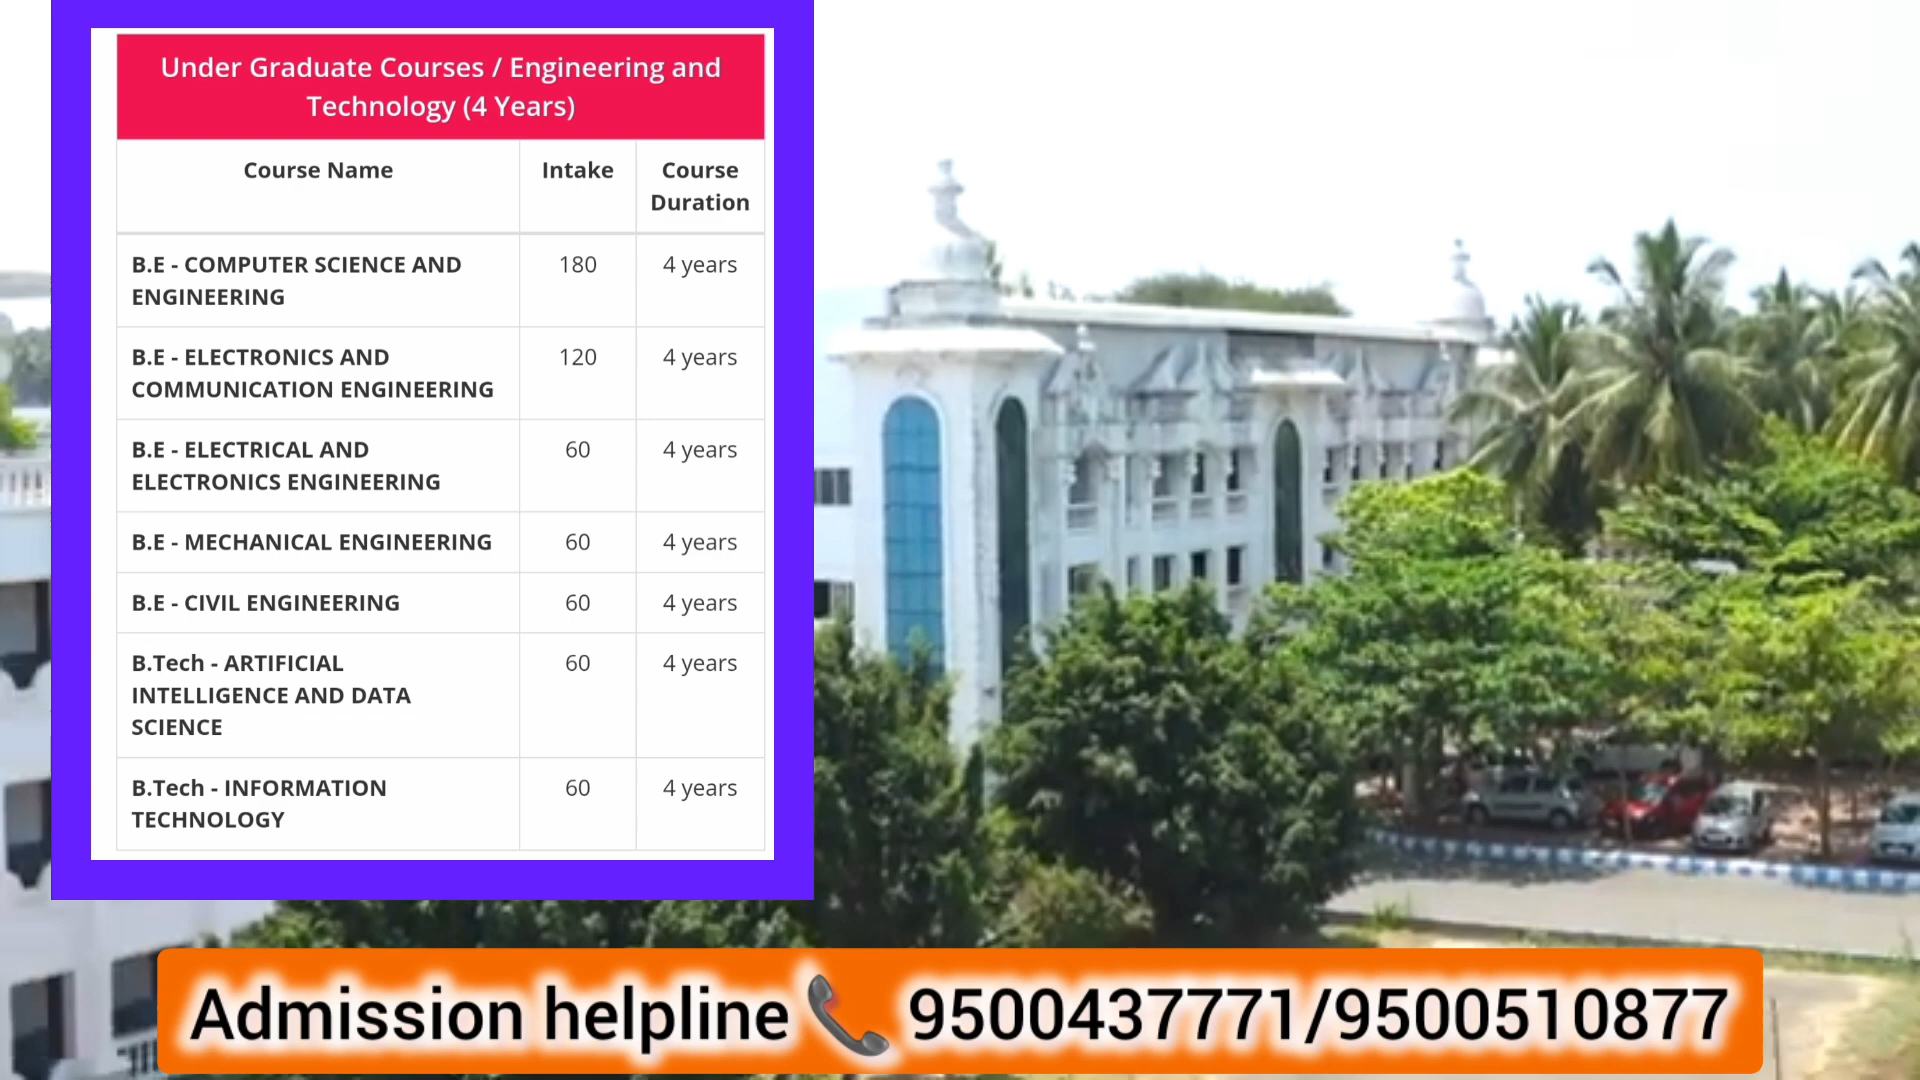 Under Graduate Courses / Engineering and
Technology (4 Years)
Course Name Intake Course
Duration
B.E - COMPUTER SCIENCE AND 180 4 years
ENGINEERING
B.E - ELECTRONICS AND 120 4 years
COMMUNICATION ENGINEERING
B.E - ELECTRICAL AND 60 4 years
ELECTRONICS ENGINEERING
B.E - MECHANICAL ENGINEERING 60 4 years
B.E - CIVIL ENGINEERING 60 4 years
B.Tech - ARTIFICIAL 60 4 years
INTELLIGENCE AND DATA
SCIENCE
B.Tech - INFORMATION 60 4 years
TECHNOLOGY
Admission helpline 📞 9500437771/9500510877